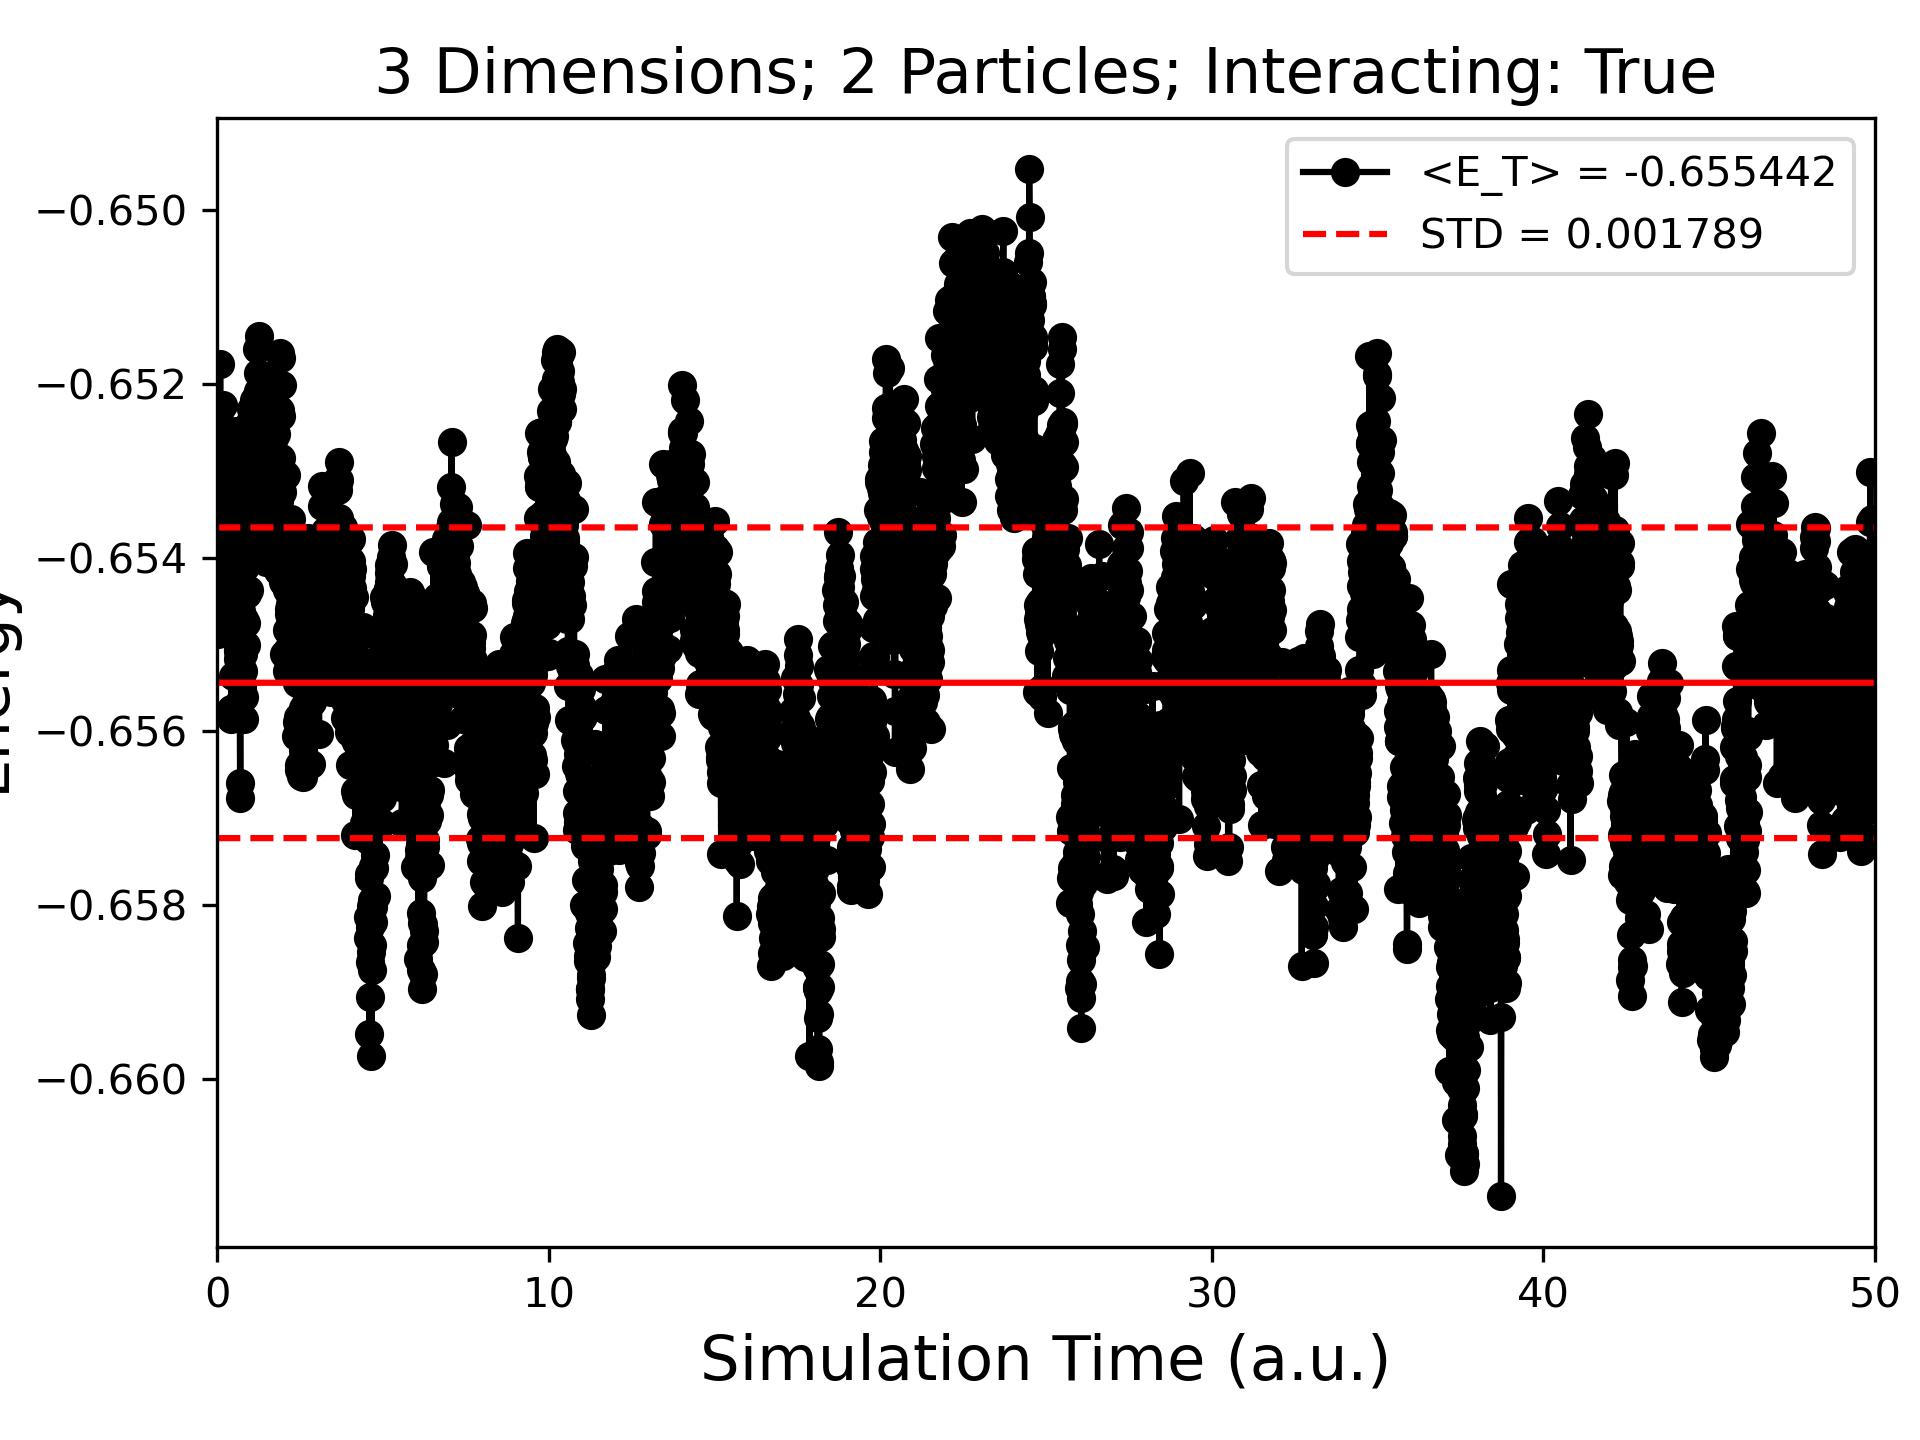 3 Dimensions; 2 Particles; Interacting: True
<E_T> = -0.655442
STD = 0.001789
−0.650
−0.652
−0.654
−0.656
−0.658
−0.660
Energy
0 10 20 30 40 50
Simulation Time (a.u.)